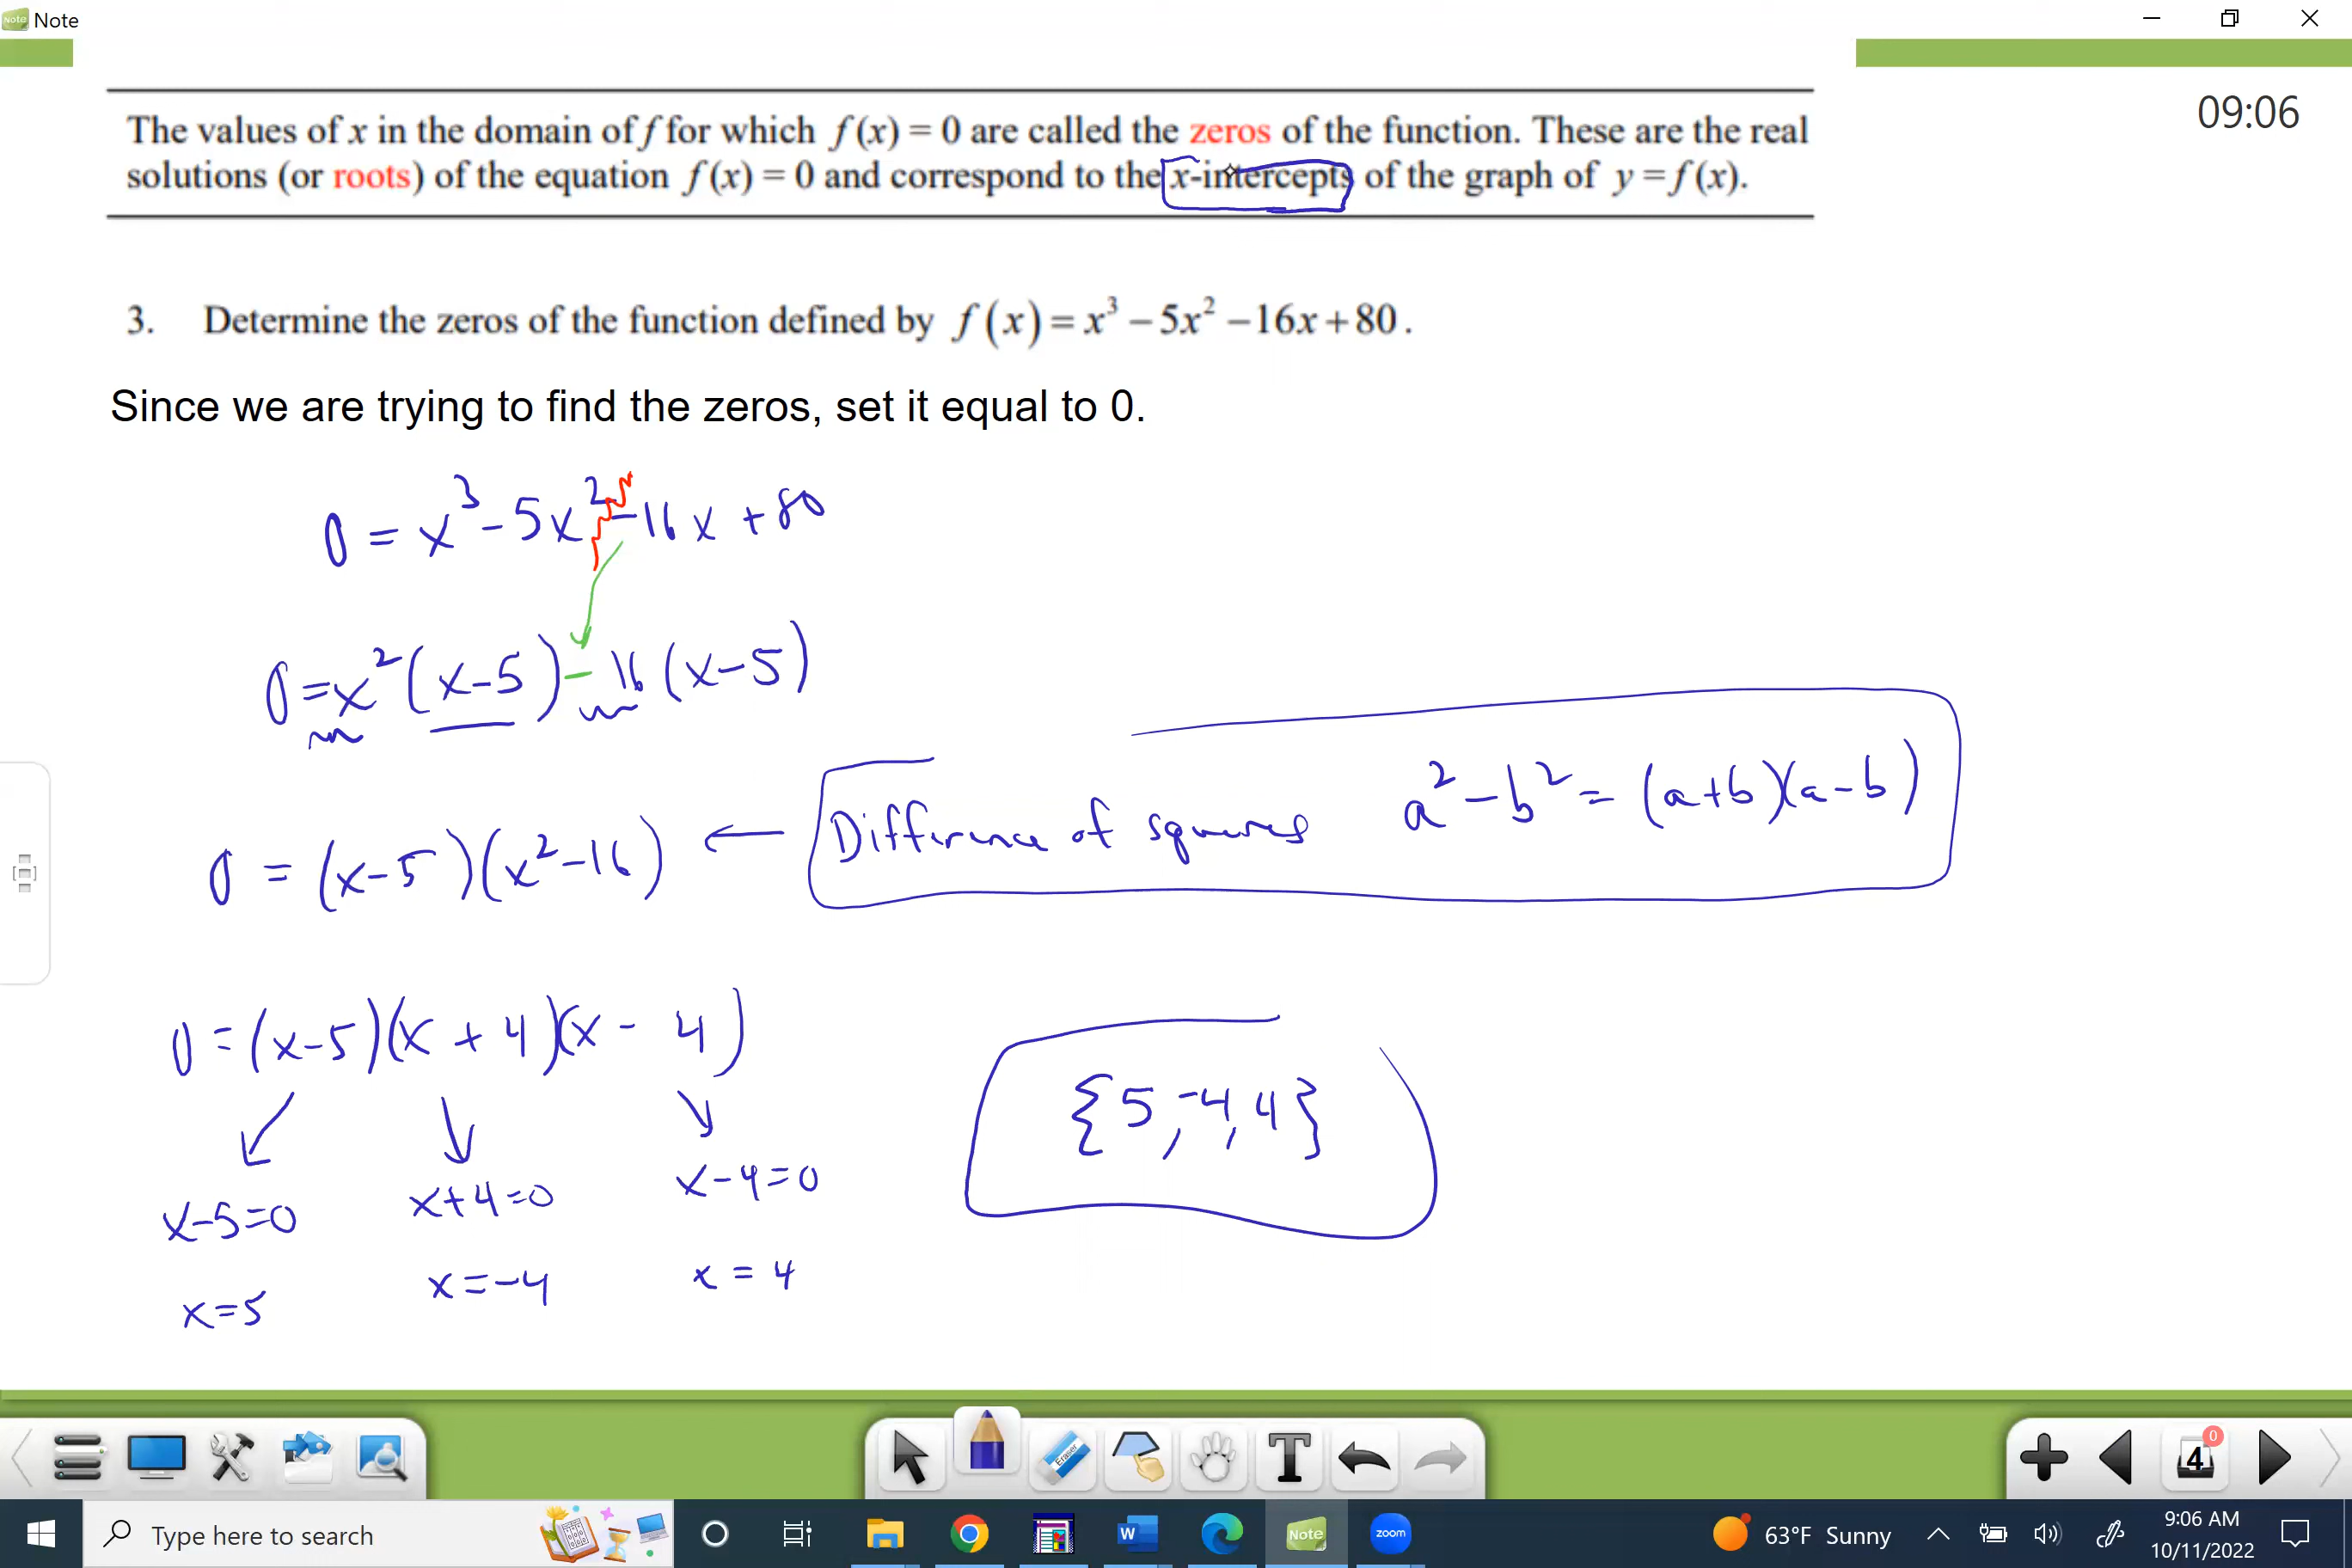 Note
09:06
The values of x in the domain of f for which f(x) = 0 are called the zeros of the function. These are the real
solutions (or roots) of the equation f(x) = 0 and correspond to the x-intercepts of the graph of y = f(x).
3. Determine the zeros of the function defined by f(x) = x³ − 5x² − 16x + 80.
Since we are trying to find the zeros, set it equal to 0.
0 = x³ - 5x² - 16x + 80
0 = x²(x-5) - 16(x-5)
0 = (x-5)(x²-16) ← Difference of squares a² - b² = (a+b)(a-b)
0 = (x-5)(x + 4)(x - 4)
{5, -4, 4}
x-5=0 x+4=0 x-4=0
x=5 x=-4 x = 4
Eraser
T
4
0
Type here to search
W
Note
zoom
63°F Sunny
9:06 AM
10/11/2022